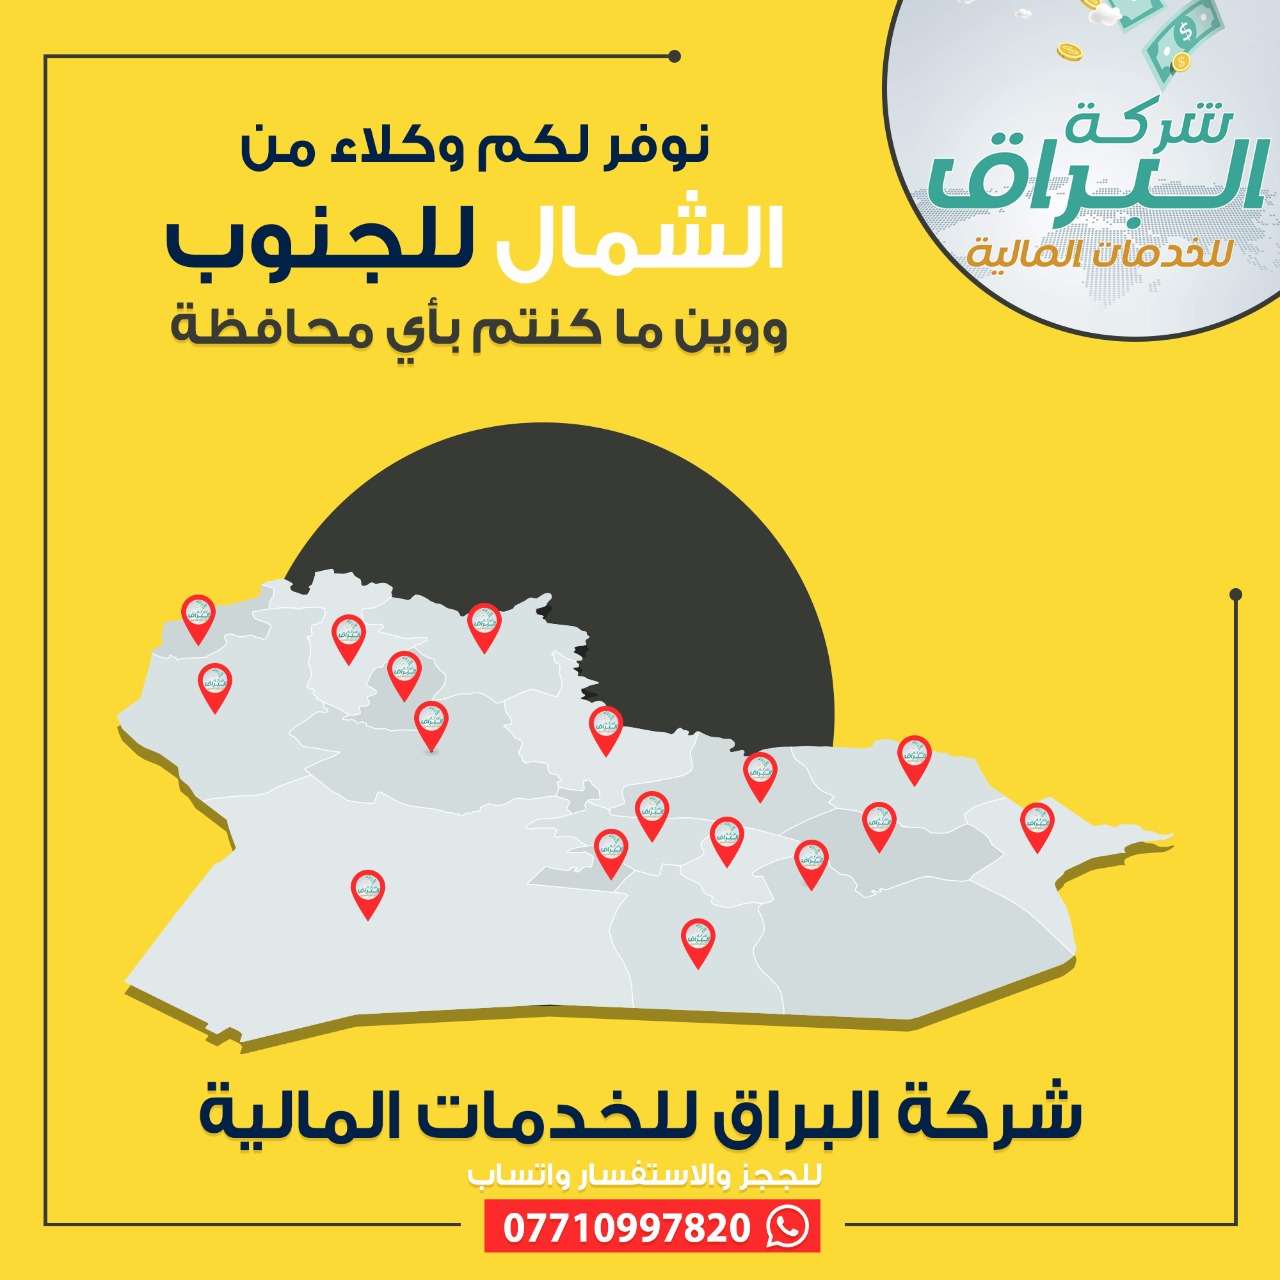 شركة
البراق
للخدمات المالية
نوفر لكم وكلاء من
الشمال للجنوب
ووين ما كنتم بأي محافظة
شركة البراق للخدمات المالية
للججز والاستفسار واتساب
07710997820